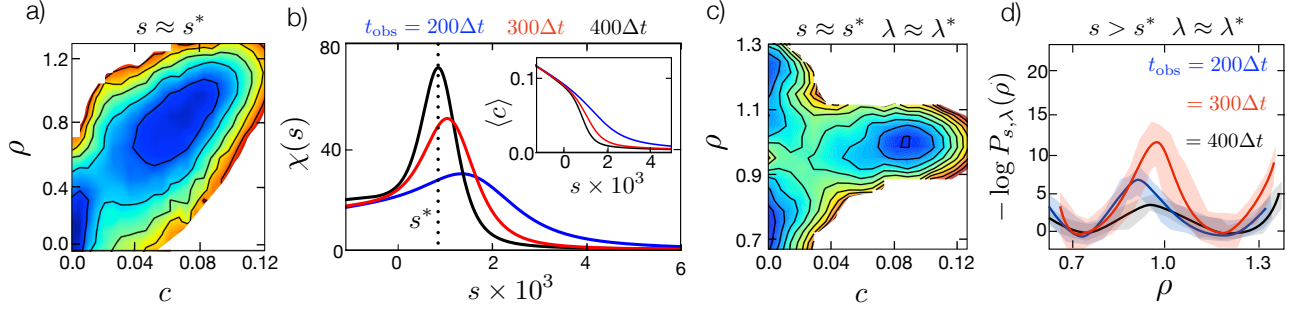 a)
s ≈ s*
ρ
1.2
0.8
0.4
0.0
0.0
0.04
0.08
0.12
c
b)
t_obs = 200Δt 300Δt 400Δt
χ(s)
80
40
0
s*
0
2
4
6
s × 10³
⟨c⟩
0.1
0.0
0
2
4
s × 10³
c)
s ≈ s* λ ≈ λ*
ρ
1.3
1.1
0.9
0.7
0.0
0.04
0.08
0.12
c
d)
s > s* λ ≈ λ*
t_obs = 200Δt
= 300Δt
= 400Δt
− log P_{s,λ}(ρ)
20
15
10
5
0
0.7
1.0
1.3
ρ